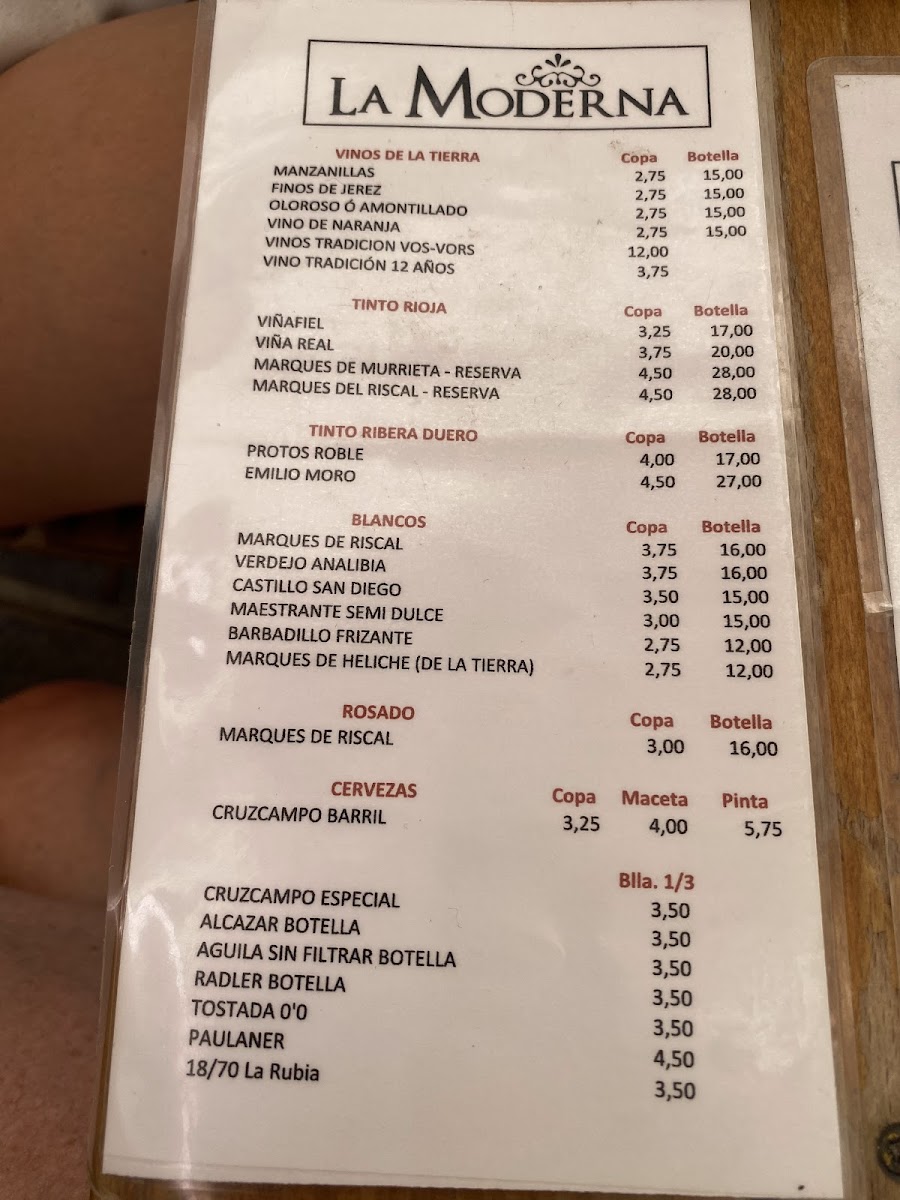 LA MODERNA
VINOS DE LA TIERRA Copa Botella
MANZANILLAS 2,75 15,00
FINOS DE JEREZ 2,75 15,00
OLOROSO Ó AMONTILLADO 2,75 15,00
VINO DE NARANJA 2,75 15,00
VINOS TRADICION VOS-VORS 12,00
VINO TRADICIÓN 12 AÑOS 3,75
TINTO RIOJA Copa Botella
VIÑAFIEL 3,25 17,00
VIÑA REAL 3,75 20,00
MARQUES DE MURRIETA - RESERVA 4,50 28,00
MARQUES DEL RISCAL - RESERVA 4,50 28,00
TINTO RIBERA DUERO Copa Botella
PROTOS ROBLE 4,00 17,00
EMILIO MORO 4,50 27,00
BLANCOS Copa Botella
MARQUES DE RISCAL 3,75 16,00
VERDEJO ANALIBIA 3,75 16,00
CASTILLO SAN DIEGO 3,50 15,00
MAESTRANTE SEMI DULCE 3,00 15,00
BARBADILLO FRIZANTE 2,75 12,00
MARQUES DE HELICHE (DE LA TIERRA) 2,75 12,00
ROSADO Copa Botella
MARQUES DE RISCAL 3,00 16,00
CERVEZAS Copa Maceta Pinta
CRUZCAMPO BARRIL 3,25 4,00 5,75
Blla. 1/3
CRUZCAMPO ESPECIAL 3,50
ALCAZAR BOTELLA 3,50
AGUILA SIN FILTRAR BOTELLA 3,50
RADLER BOTELLA 3,50
TOSTADA 0'0 3,50
PAULANER 4,50
18/70 La Rubia 3,50